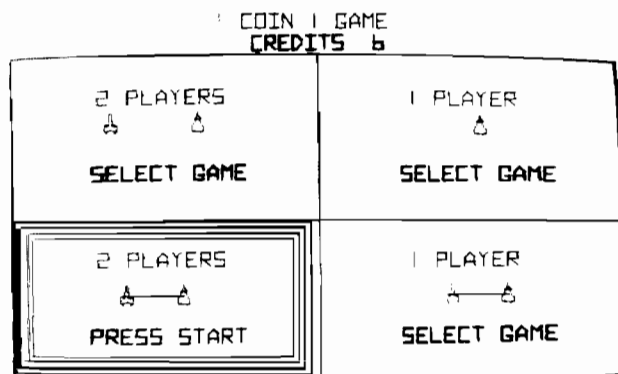 1 COIN 1 GAME
CREDITS 6
2 PLAYERS
SELECT GAME
1 PLAYER
SELECT GAME
2 PLAYERS
PRESS START
1 PLAYER
SELECT GAME